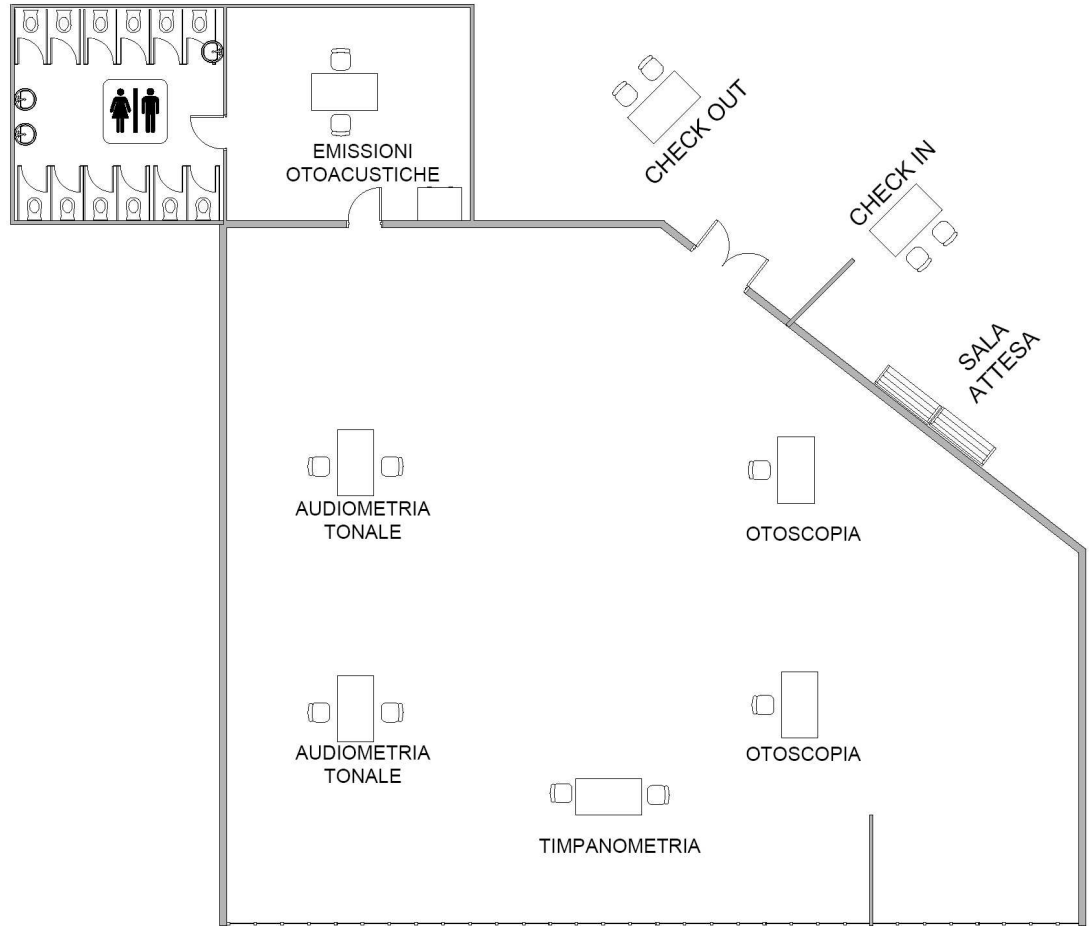 EMISSIONI
OTOACUSTICHE
CHECK OUT
CHECK IN
SALA
ATTESA
AUDIOMETRIA
TONALE
OTOSCOPIA
AUDIOMETRIA
TONALE
OTOSCOPIA
TIMPANOMETRIA